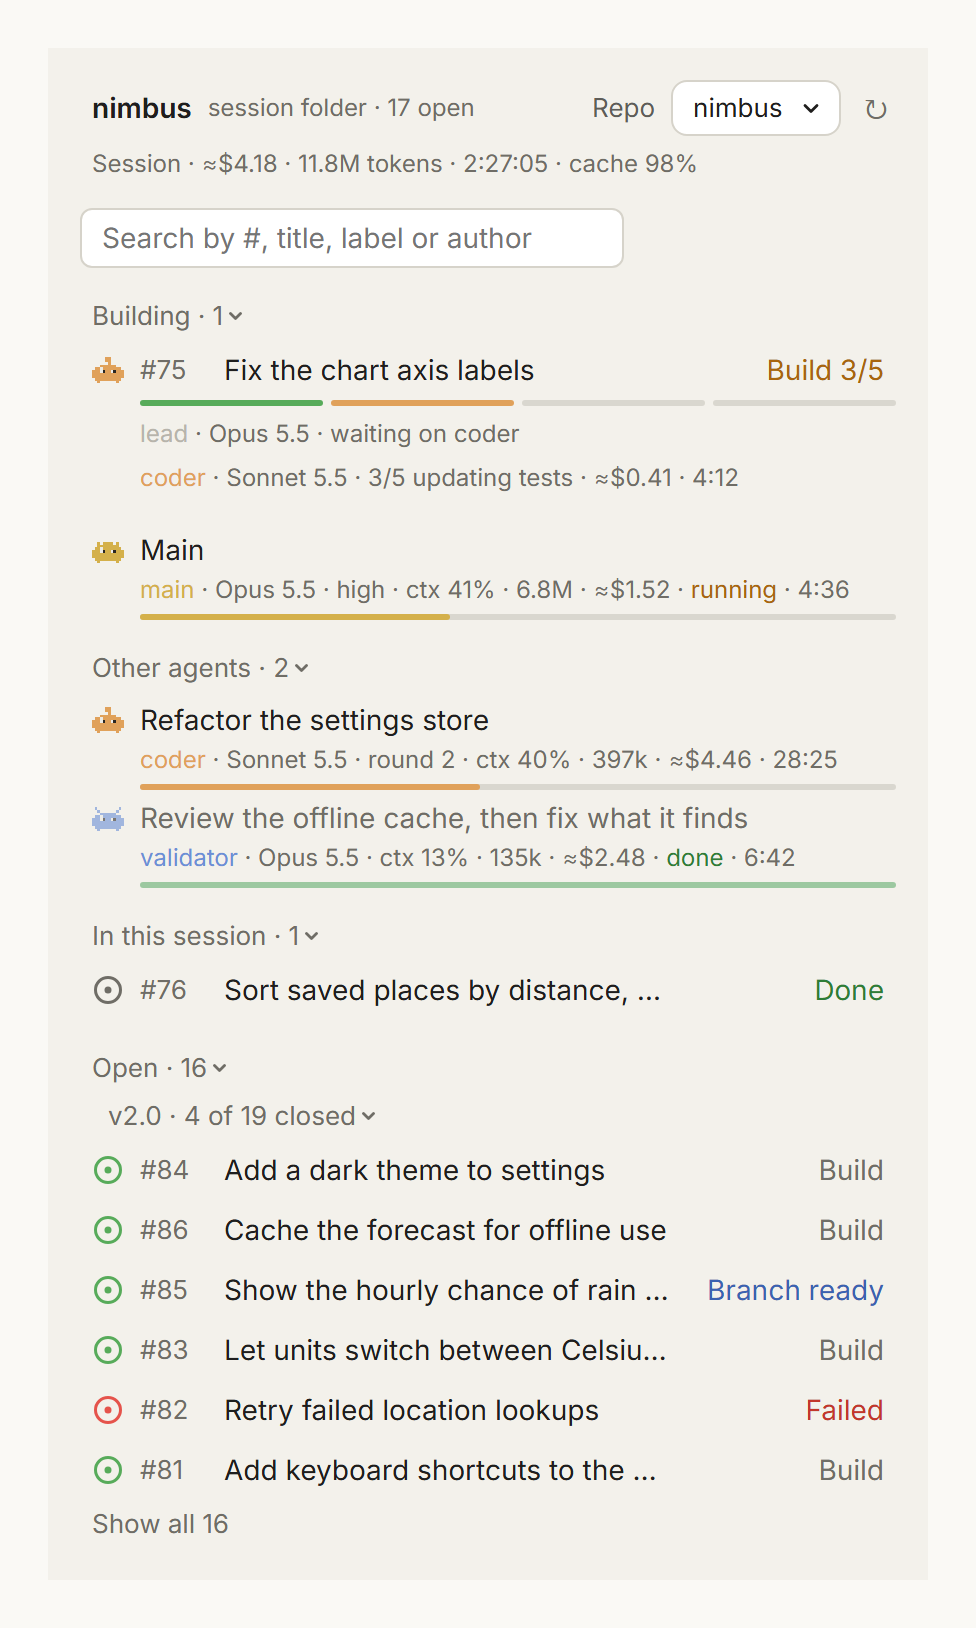 nimbus session folder · 17 open Repo nimbus
Session · ≈$4.18 · 11.8M tokens · 2:27:05 · cache 98%
Search by #, title, label or author
Building · 1
#75 Fix the chart axis labels Build 3/5
lead · Opus 5.5 · waiting on coder
coder · Sonnet 5.5 · 3/5 updating tests · ≈$0.41 · 4:12
Main
main · Opus 5.5 · high · ctx 41% · 6.8M · ≈$1.52 · running · 4:36
Other agents · 2
Refactor the settings store
coder · Sonnet 5.5 · round 2 · ctx 40% · 397k · ≈$4.46 · 28:25
Review the offline cache, then fix what it finds
validator · Opus 5.5 · ctx 13% · 135k · ≈$2.48 · done · 6:42
In this session · 1
#76 Sort saved places by distance, ... Done
Open · 16
v2.0 · 4 of 19 closed
#84 Add a dark theme to settings Build
#86 Cache the forecast for offline use Build
#85 Show the hourly chance of rain ... Branch ready
#83 Let units switch between Celsiu... Build
#82 Retry failed location lookups Failed
#81 Add keyboard shortcuts to the ... Build
Show all 16